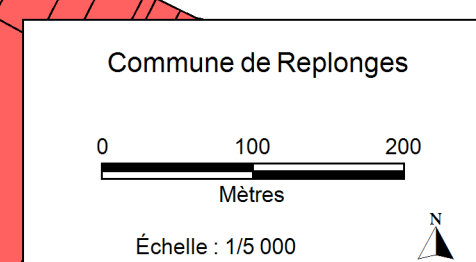 Commune de Replonges
0 100 200
Mètres
N
Échelle : 1/5 000